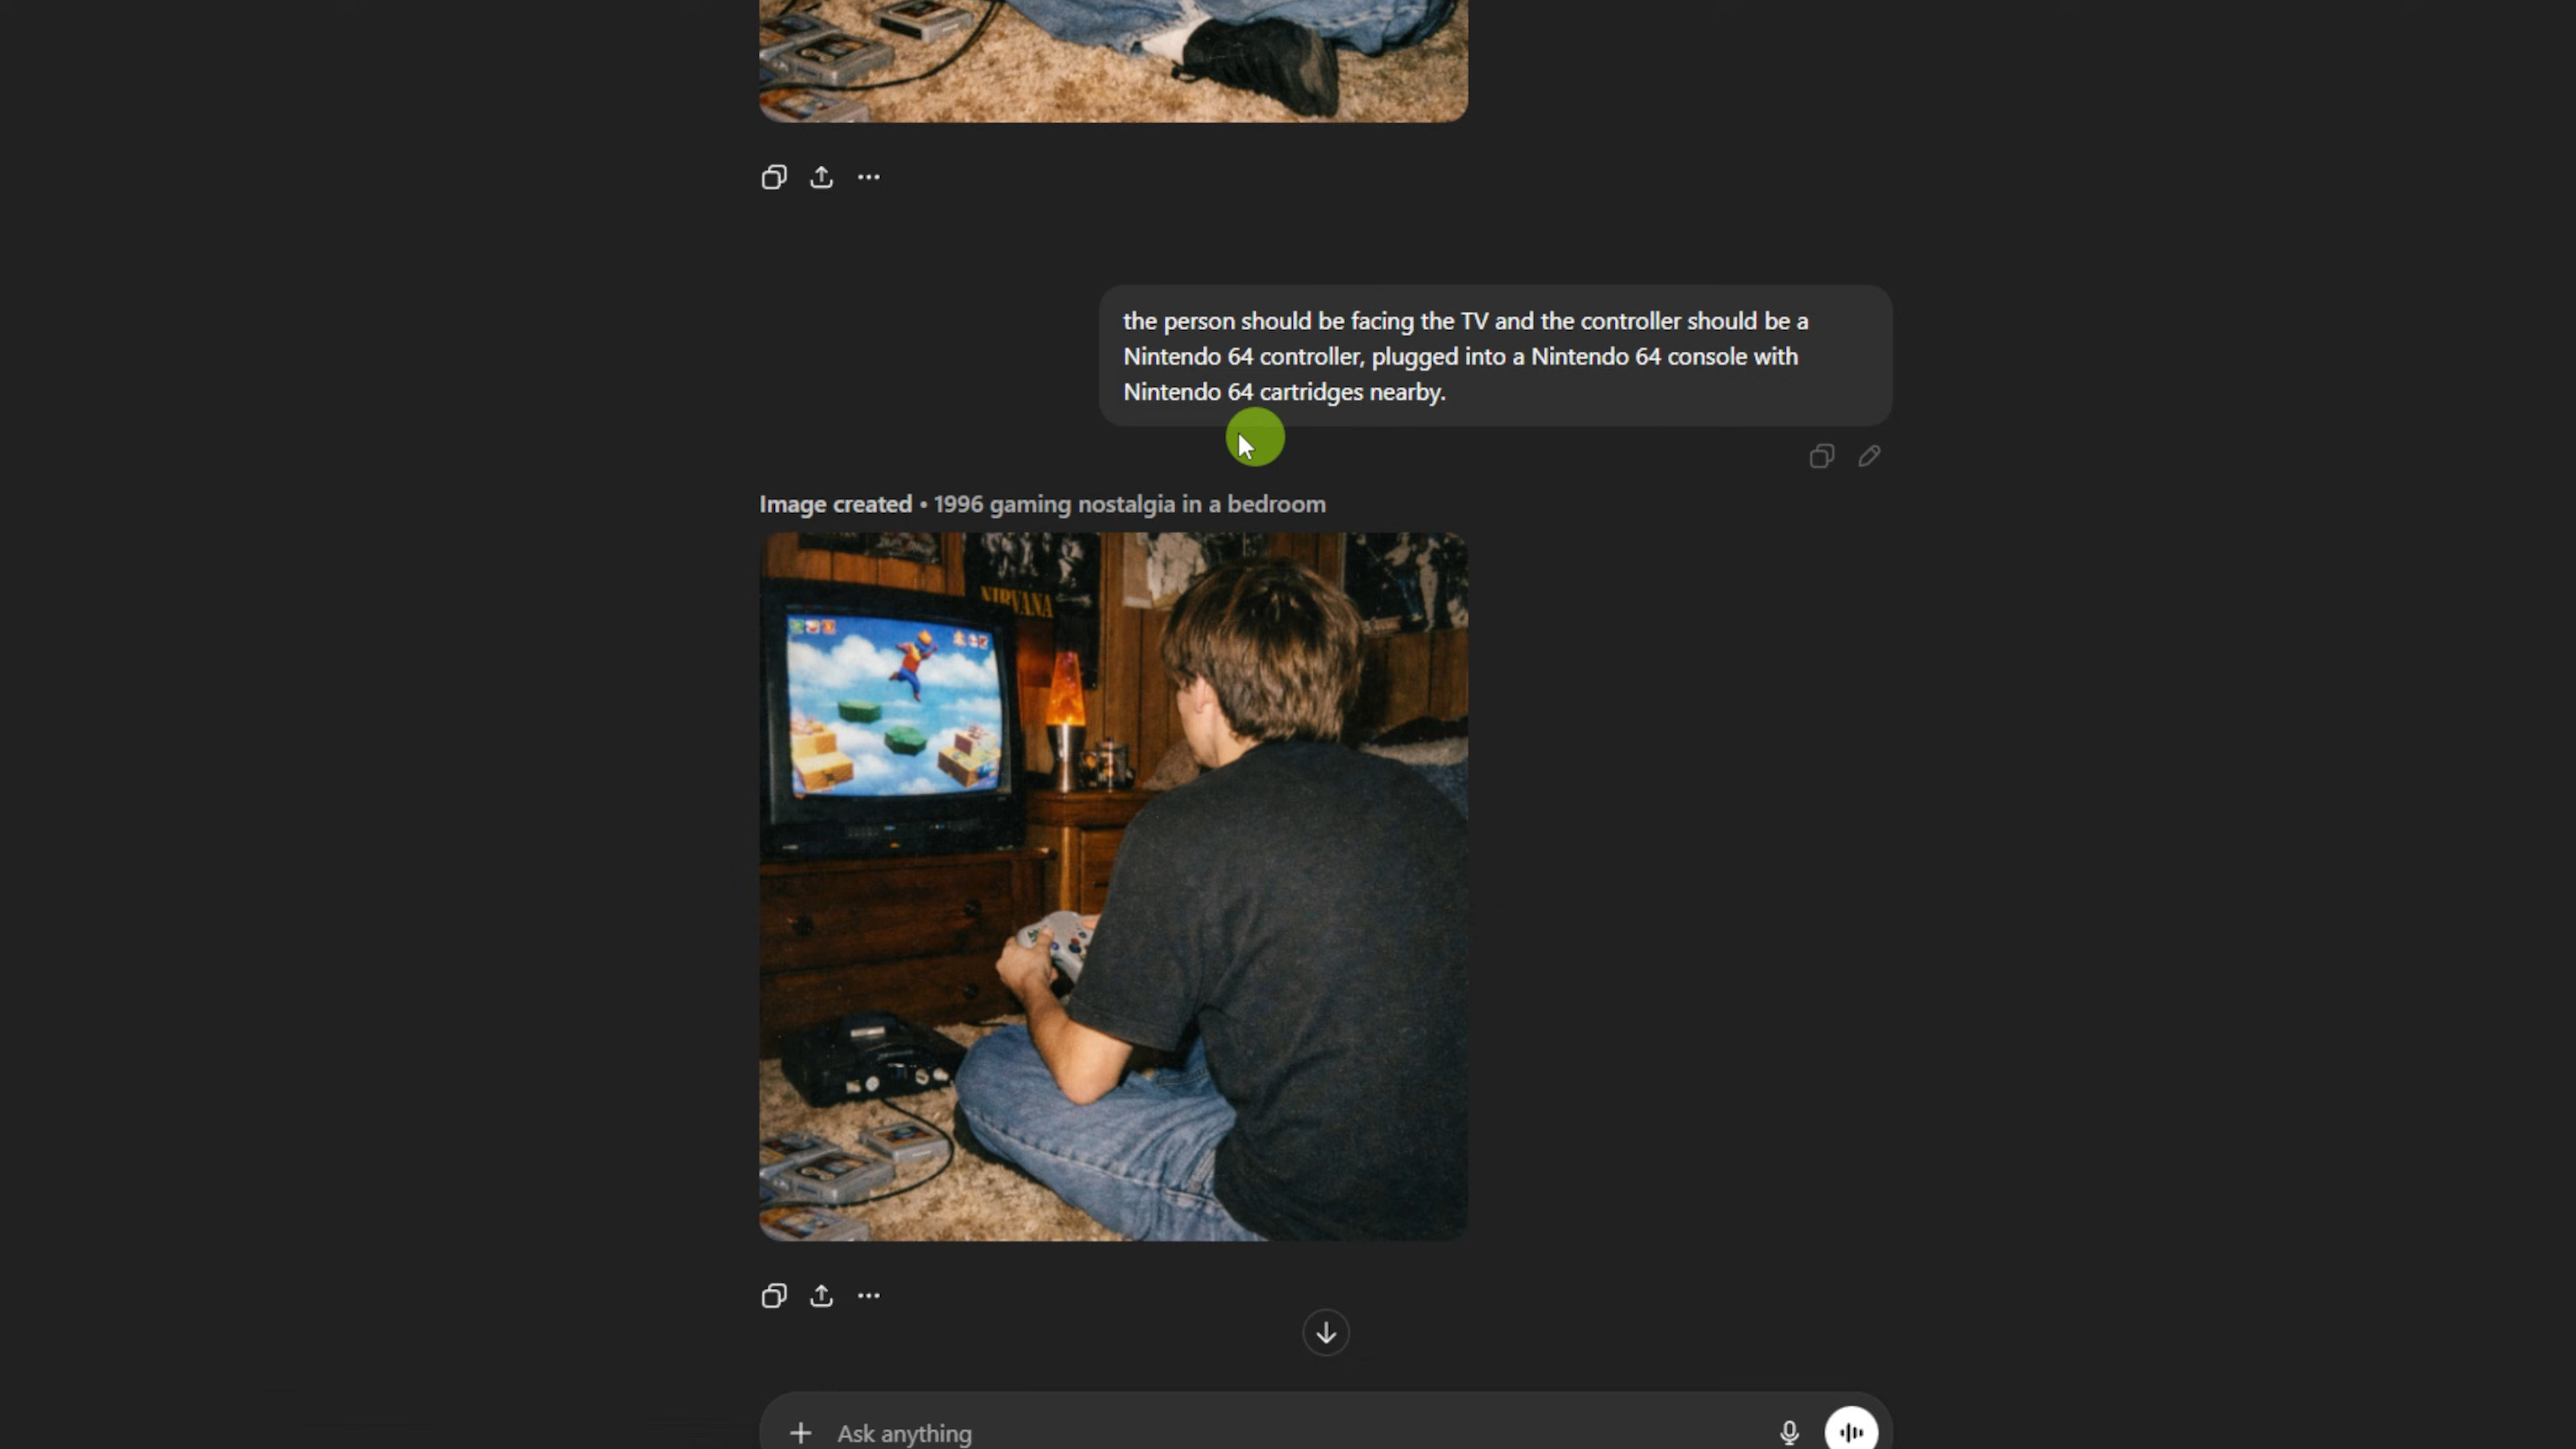 the person should be facing the TV and the controller should be a
Nintendo 64 controller, plugged into a Nintendo 64 console with
Nintendo 64 cartridges nearby.
Image created • 1996 gaming nostalgia in a bedroom
NIRVANA
Ask anything